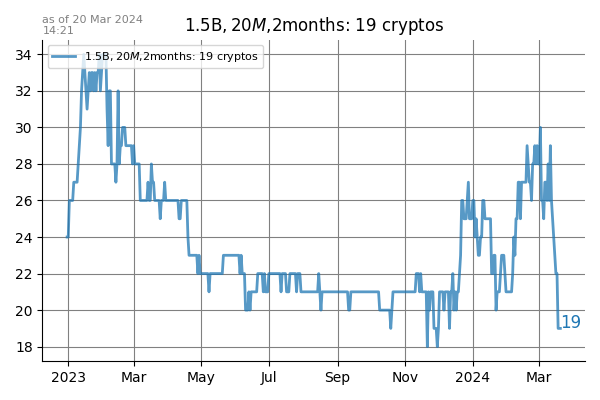 as of 20 Mar 2024
14:21
1.5B, 20M,2months: 19 cryptos
1.5B, 20M,2months: 19 cryptos
34
32
30
28
26
24
22
20
18
19
2023
Mar
May
Jul
Sep
Nov
2024
Mar